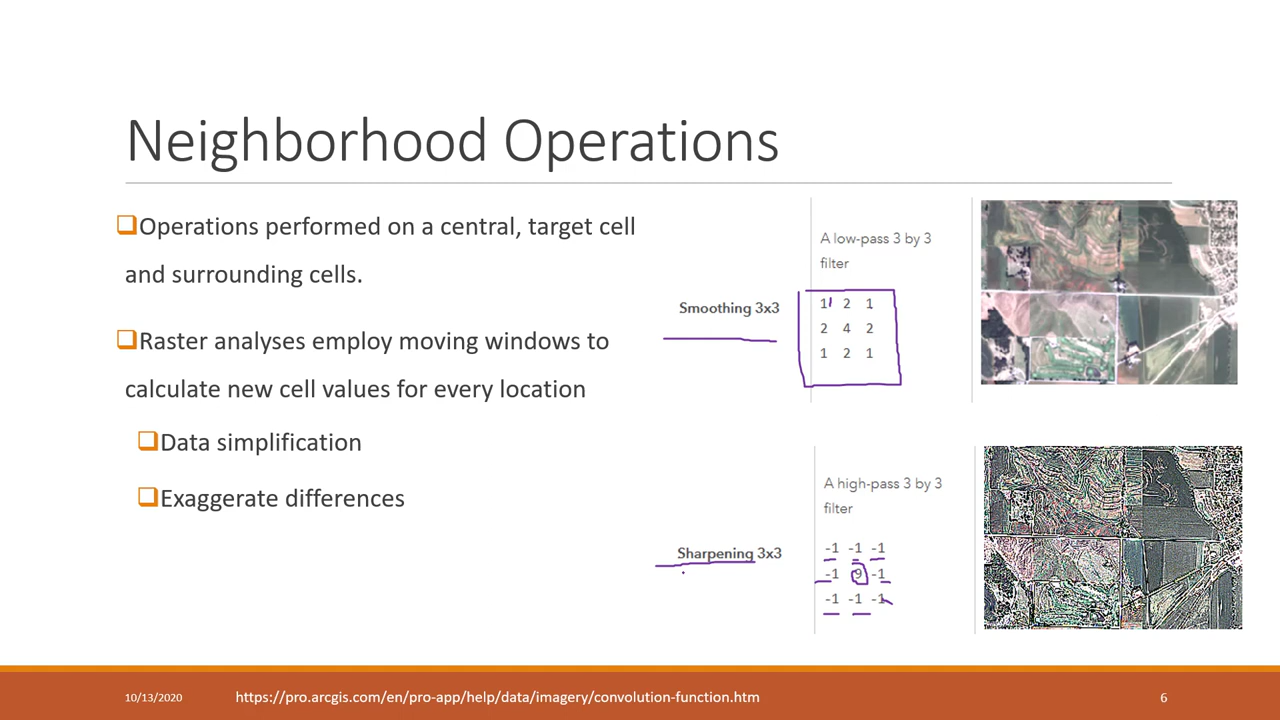 Neighborhood Operations
❑Operations performed on a central, target cell
and surrounding cells.
❑Raster analyses employ moving windows to
calculate new cell values for every location
❑Data simplification
❑Exaggerate differences
Smoothing 3x3
A low-pass 3 by 3
filter
1 2 1
2 4 2
1 2 1
Sharpening 3x3
A high-pass 3 by 3
filter
-1 -1 -1
-1 9 -1
-1 -1 -1
10/13/2020
https://pro.arcgis.com/en/pro-app/help/data/imagery/convolution-function.htm
6